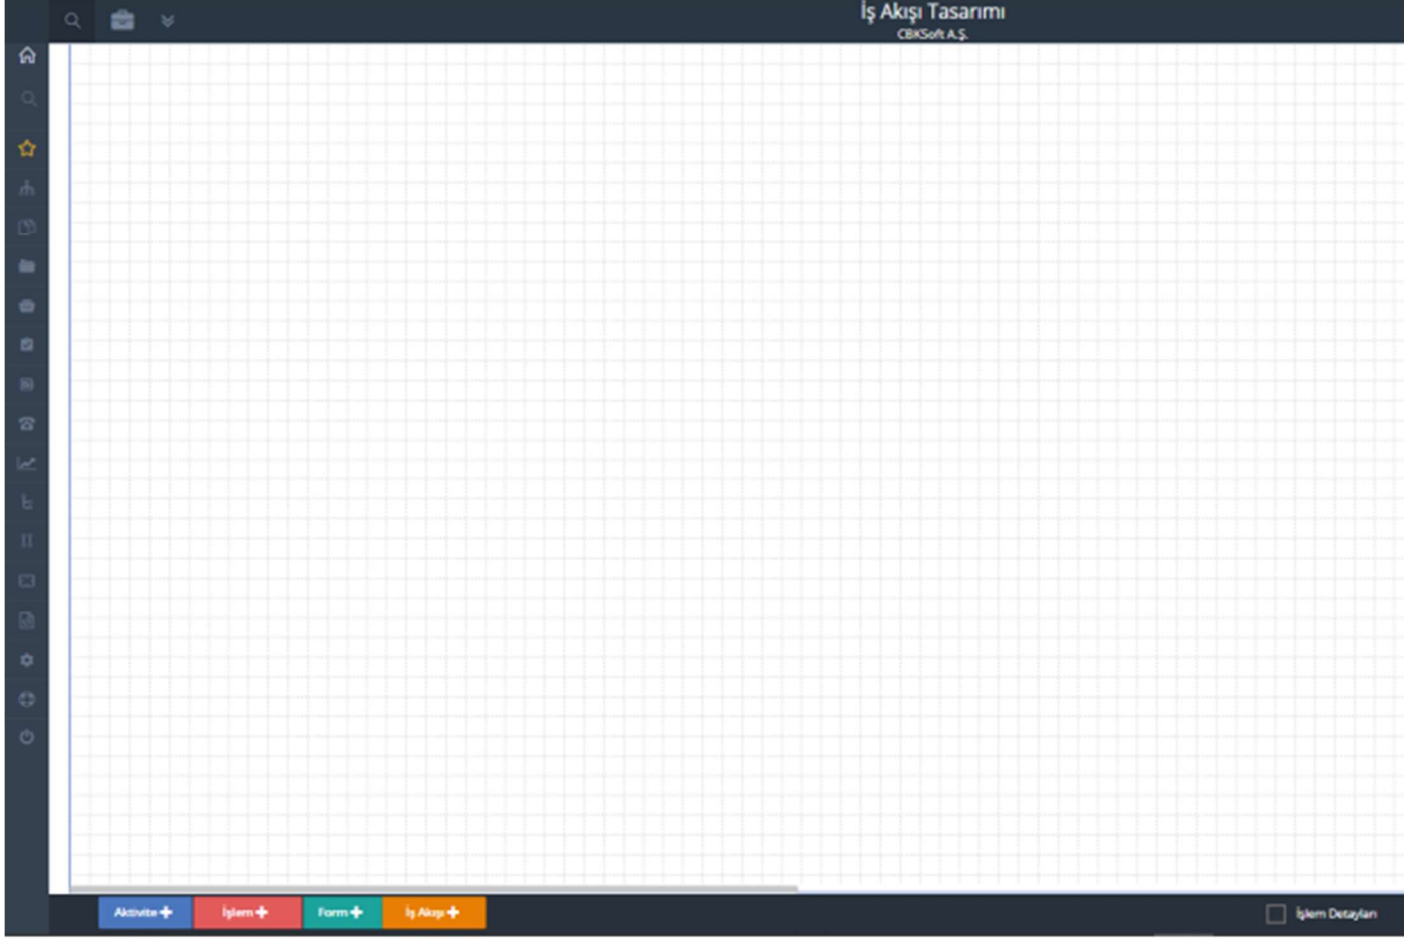 İş Akışı Tasarımı
CBKSoft A.Ş.
Aktivite
İşlem
Form
İş Akışı
İşlem Detayları